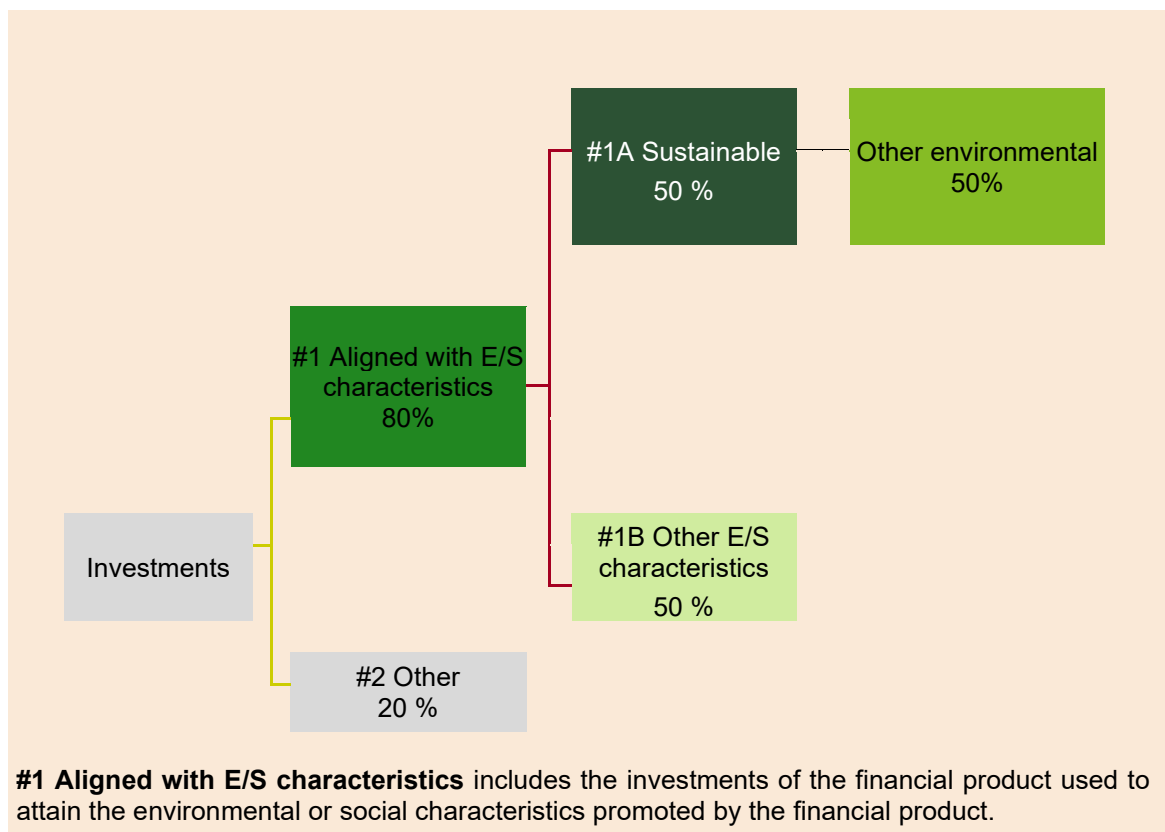 #1A Sustainable
50 %
Other environmental
50%
#1 Aligned with E/S
characteristics
80%
#1B Other E/S
characteristics
50 %
Investments
#2 Other
20 %
#1 Aligned with E/S characteristics includes the investments of the financial product used to
attain the environmental or social characteristics promoted by the financial product.